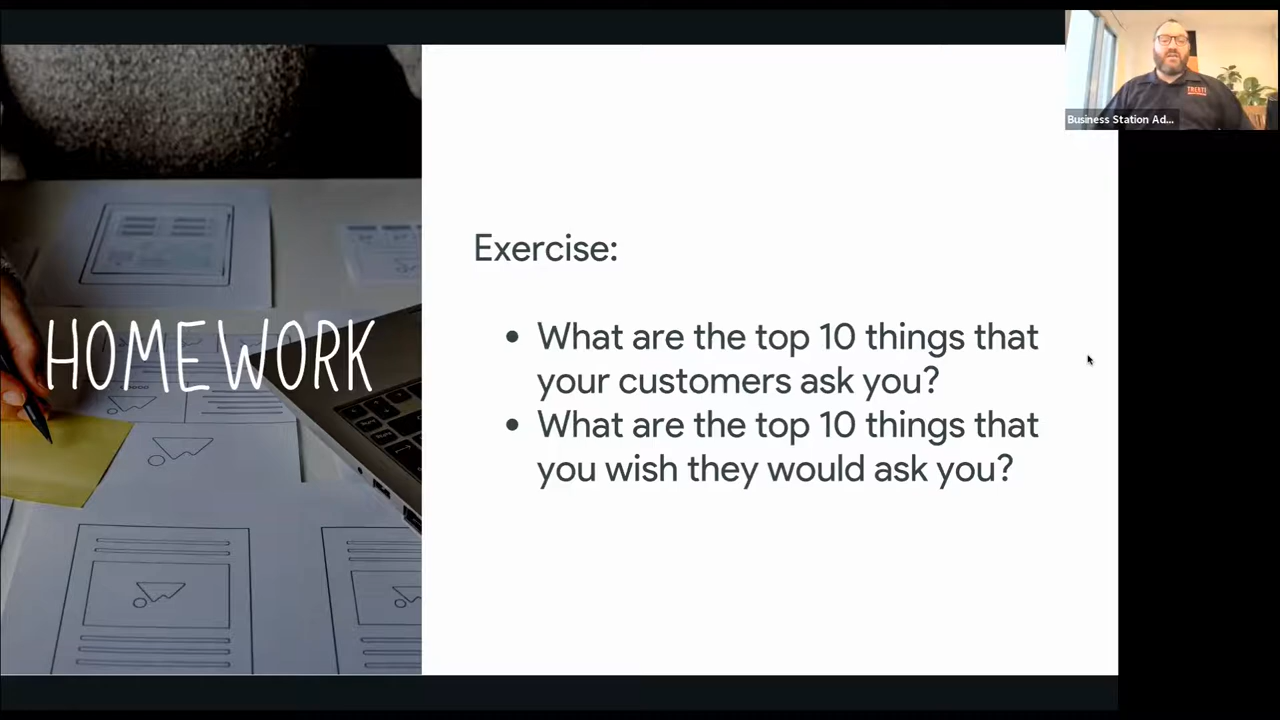 Business Station Ad...
HOMEWORK
Exercise:
• What are the top 10 things that
your customers ask you?
• What are the top 10 things that
you wish they would ask you?